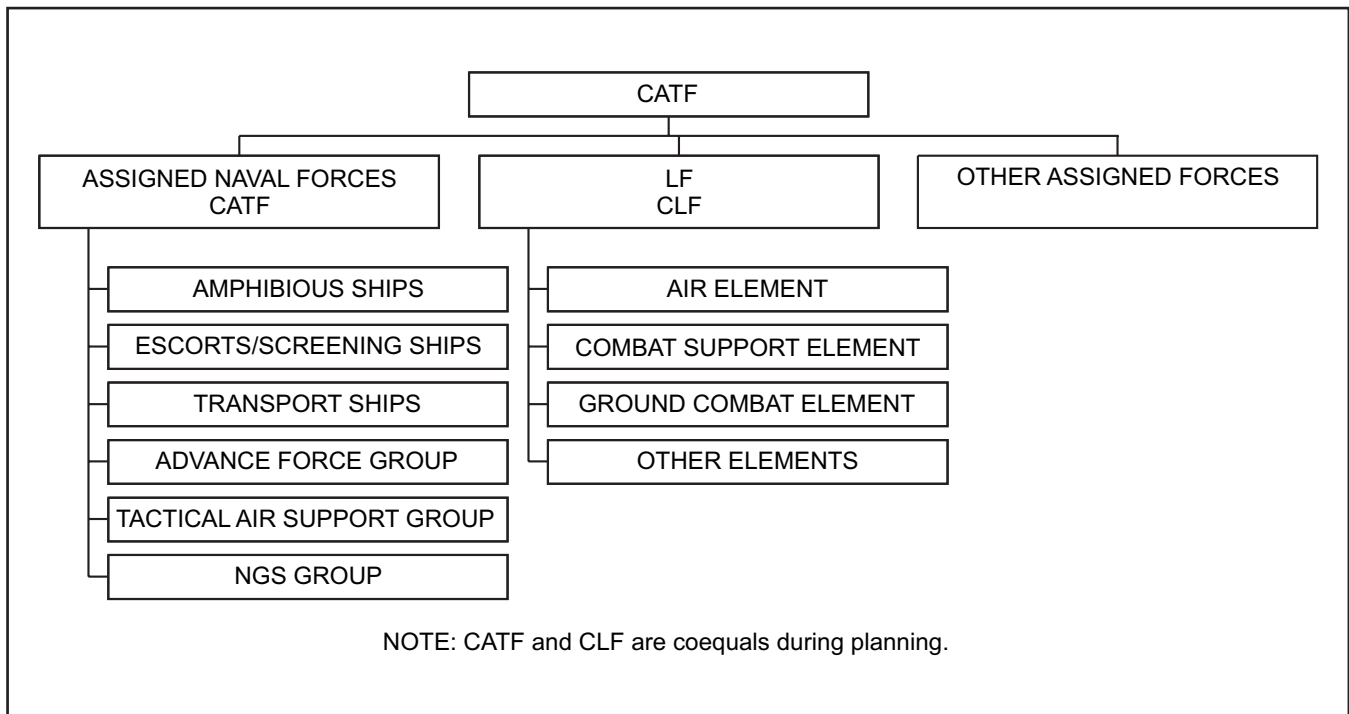 CATF
ASSIGNED NAVAL FORCES
CATF
LF
CLF
OTHER ASSIGNED FORCES
AMPHIBIOUS SHIPS
ESCORTS/SCREENING SHIPS
TRANSPORT SHIPS
ADVANCE FORCE GROUP
TACTICAL AIR SUPPORT GROUP
NGS GROUP
AIR ELEMENT
COMBAT SUPPORT ELEMENT
GROUND COMBAT ELEMENT
OTHER ELEMENTS
NOTE: CATF and CLF are coequals during planning.